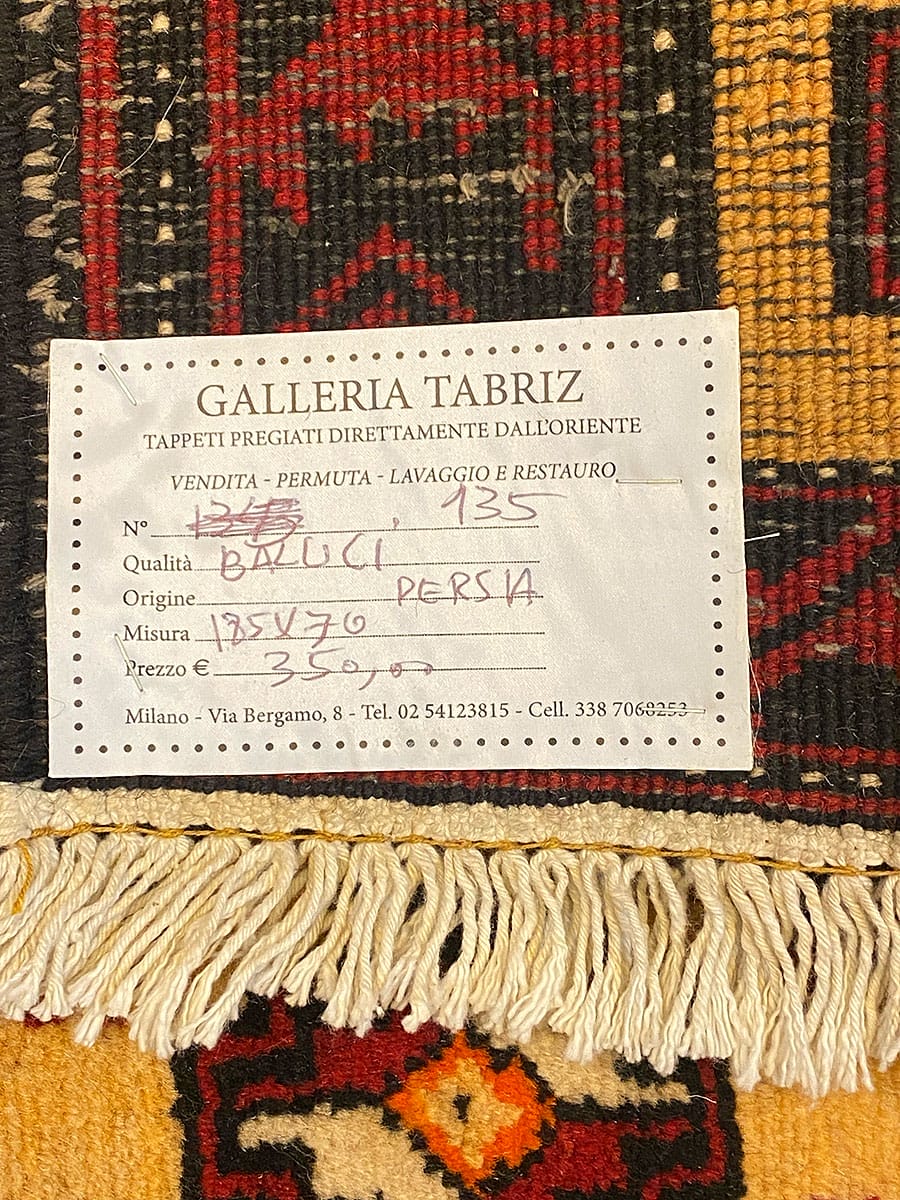 GALLERIA TABRIZ
TAPPETI PREGIATI DIRETTAMENTE DALL'ORIENTE
VENDITA - PERMUTA - LAVAGGIO E RESTAURO
N° 135
Qualità BALUCI
Origine PERSIA
Misura 185X70
Prezzo € 350,00
Milano - Via Bergamo, 8 - Tel. 02 54123815 - Cell. 338 7068253